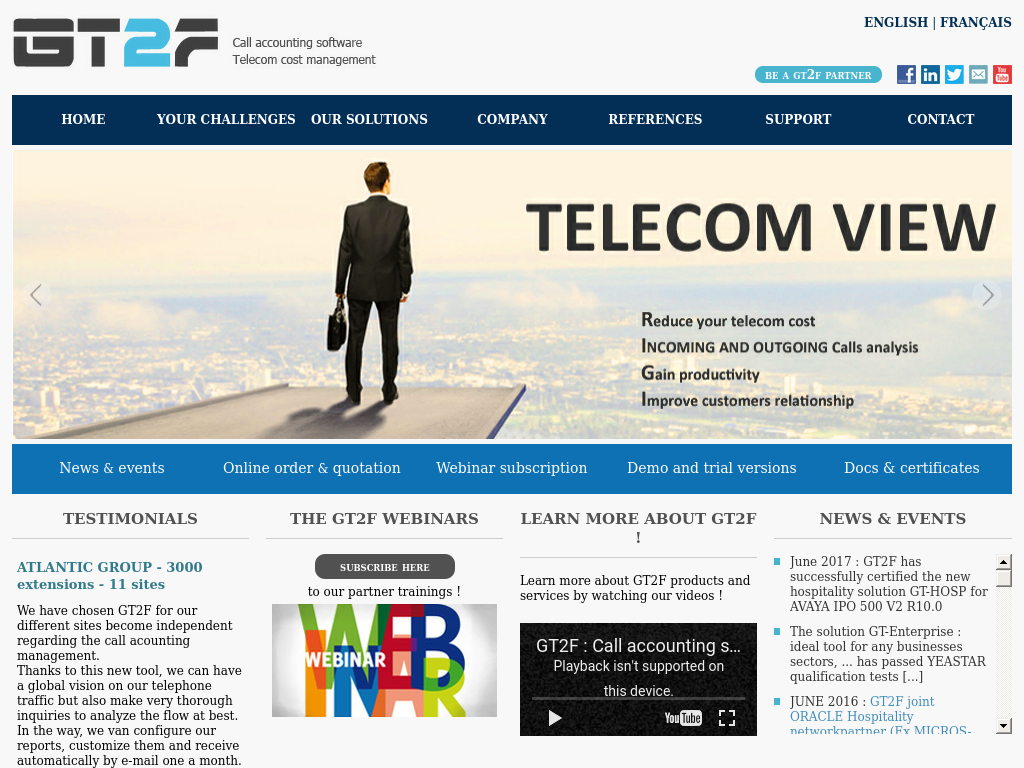 GT2F
Call accounting software
Telecom cost management
ENGLISH | FRANÇAIS
BE A GT2F PARTNER
HOME YOUR CHALLENGES OUR SOLUTIONS COMPANY REFERENCES SUPPORT CONTACT
TELECOM VIEW
Reduce your telecom cost
INCOMING AND OUTGOING Calls analysis
Gain productivity
Improve customers relationship
News & events Online order & quotation Webinar subscription Demo and trial versions Docs & certificates
TESTIMONIALS
ATLANTIC GROUP - 3000
extensions - 11 sites
We have chosen GT2F for our
different sites become independent
regarding the call acounting
management.
Thanks to this new tool, we can have
a global vision on our telephone
traffic but also make very thorough
inquiries to analyze the flow at best.
In the way, we van configure our
reports, customize them and receive
automatically by e-mail one a month.
THE GT2F WEBINARS
SUBSCRIBE HERE
to our partner trainings !
WEBINAR
WEB
INAR
LEARN MORE ABOUT GT2F
!
Learn more about GT2F products and
services by watching our videos !
GT2F : Call accounting s...
Playback isn't supported on
this device.
YouTube
NEWS & EVENTS
June 2017 : GT2F has
successfully certified the new
hospitality solution GT-HOSP for
AVAYA IPO 500 V2 R10.0
The solution GT-Enterprise :
ideal tool for any businesses
sectors, ... has passed YEASTAR
qualification tests [...]
JUNE 2016 : GT2F joint
ORACLE Hospitality
networkpartner (Ex MICROS-